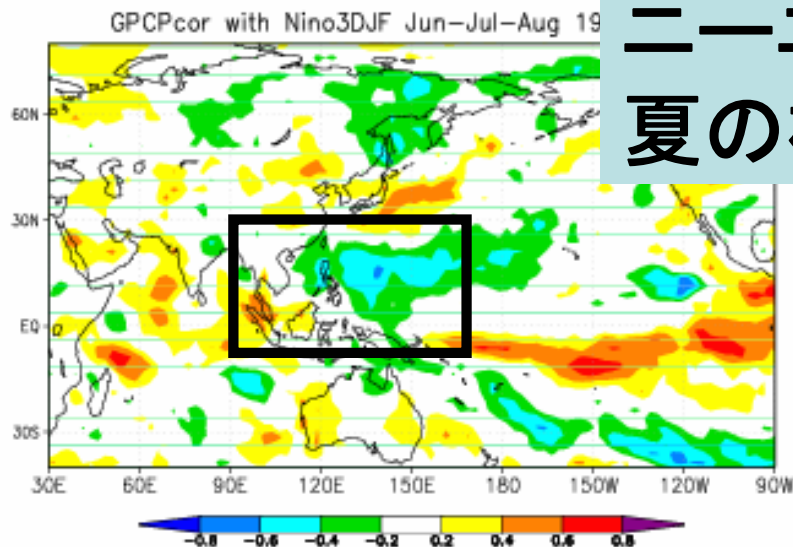 GPCPcor with Nino3DJF Jun-Jul-Aug 19
夏の
60N
30N
EQ
30S
30E 60E 90E 120E 150E 180 150W 120W 90W
-0.8 -0.6 -0.4 -0.2 0.2 0.4 0.6 0.8